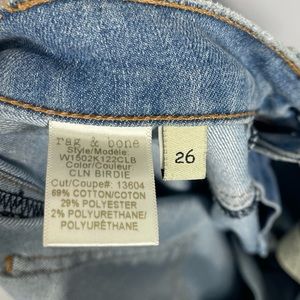 rag & bone
Style/Modèle:
W1502K122CLB
Color/Couleur:
CLN BIRDIE
Cut/Coupe#: 13604
69% COTTON/COTON
29% POLYESTER
2% POLYURETHANE/
POLYURÉTHANE
26